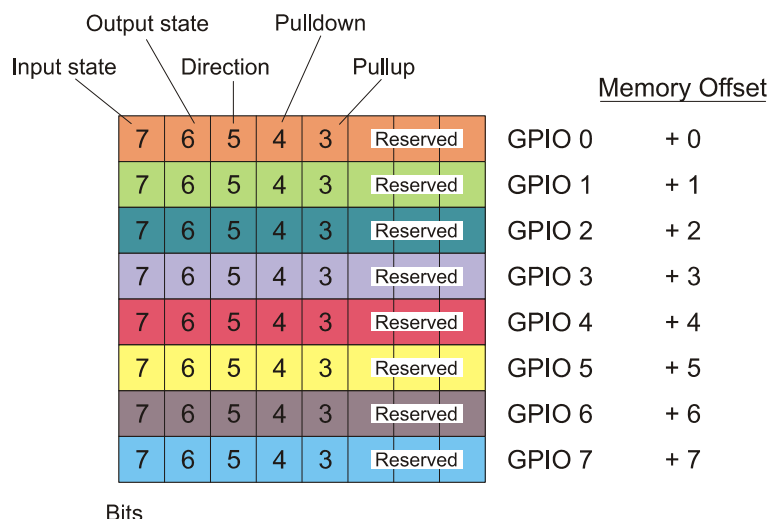 Output state Pulldown
Input state Direction Pullup
Memory Offset
7 6 5 4 3 Reserved GPIO 0 + 0
7 6 5 4 3 Reserved GPIO 1 + 1
7 6 5 4 3 Reserved GPIO 2 + 2
7 6 5 4 3 Reserved GPIO 3 + 3
7 6 5 4 3 Reserved GPIO 4 + 4
7 6 5 4 3 Reserved GPIO 5 + 5
7 6 5 4 3 Reserved GPIO 6 + 6
7 6 5 4 3 Reserved GPIO 7 + 7
Bits